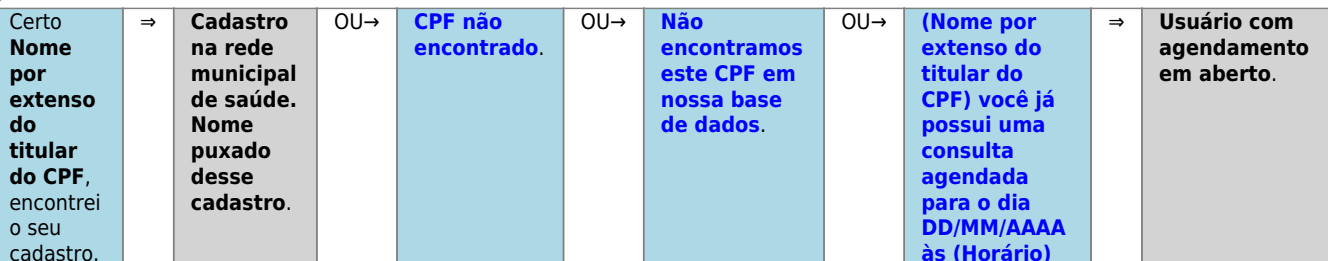 Certo
Nome
por
extenso
do
titular
do CPF,
encontrei
o seu
cadastro.
⇒
Cadastro
na rede
municipal
de saúde.
Nome
puxado
desse
cadastro.
OU→
CPF não
encontrado.
OU→
Não
encontramos
este CPF em
nossa base
de dados.
OU→
(Nome por
extenso do
titular do
CPF) você já
possui uma
consulta
agendada
para o dia
DD/MM/AAAA
às (Horário)
⇒
Usuário com
agendamento
em aberto.